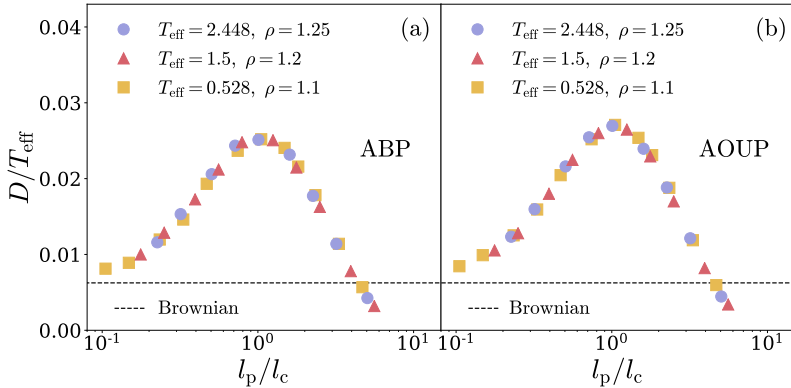 (a)
T_eff = 2.448, ρ = 1.25
T_eff = 1.5, ρ = 1.2
T_eff = 0.528, ρ = 1.1
ABP
Brownian
D/T_eff
0.04
0.03
0.02
0.01
0.00
10^-1
10^0
10^1
l_p/l_c
(b)
T_eff = 2.448, ρ = 1.25
T_eff = 1.5, ρ = 1.2
T_eff = 0.528, ρ = 1.1
AOUP
Brownian
10^-1
10^0
10^1
l_p/l_c